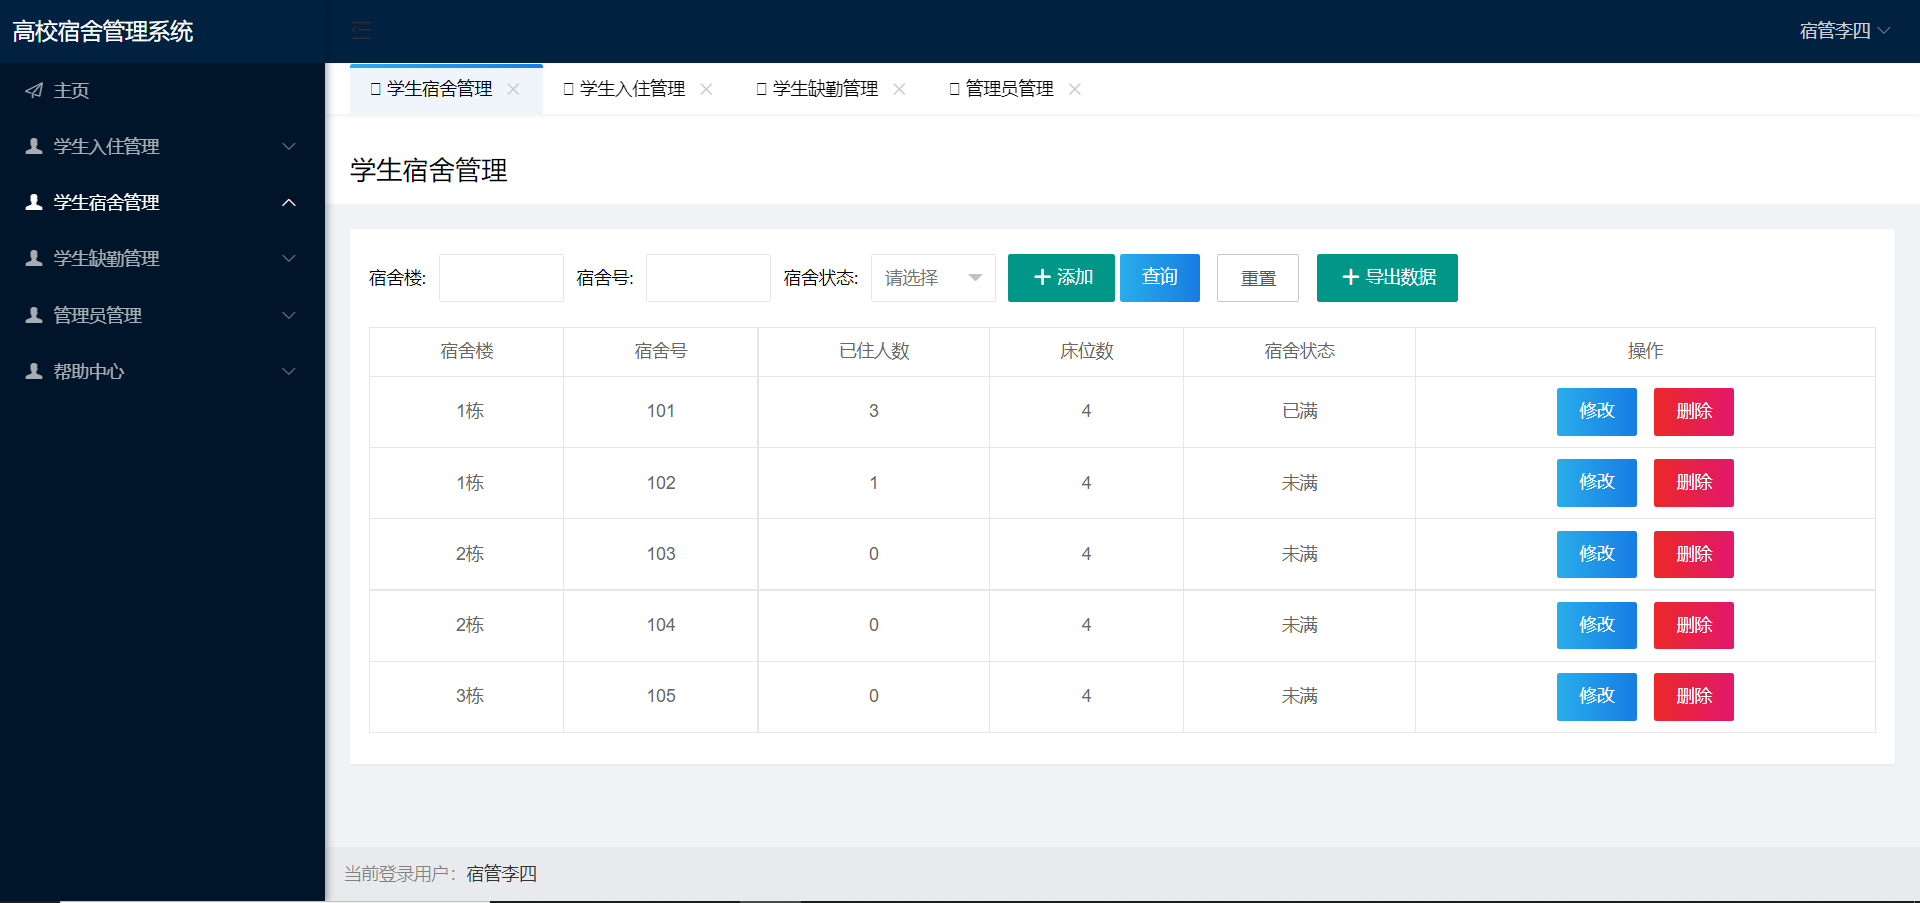 高校宿舍管理系统
宿管李四
主页
学生入住管理
学生宿舍管理
学生缺勤管理
管理员管理
帮助中心
学生宿舍管理 学生入住管理 学生缺勤管理 管理员管理
学生宿舍管理
宿舍楼: 宿舍号: 宿舍状态: 请选择 添加 查询 重置 导出数据
宿舍楼 宿舍号 已住人数 床位数 宿舍状态 操作
1栋 101 3 4 已满 修改 删除
1栋 102 1 4 未满 修改 删除
2栋 103 0 4 未满 修改 删除
2栋 104 0 4 未满 修改 删除
3栋 105 0 4 未满 修改 删除
当前登录用户：宿管李四